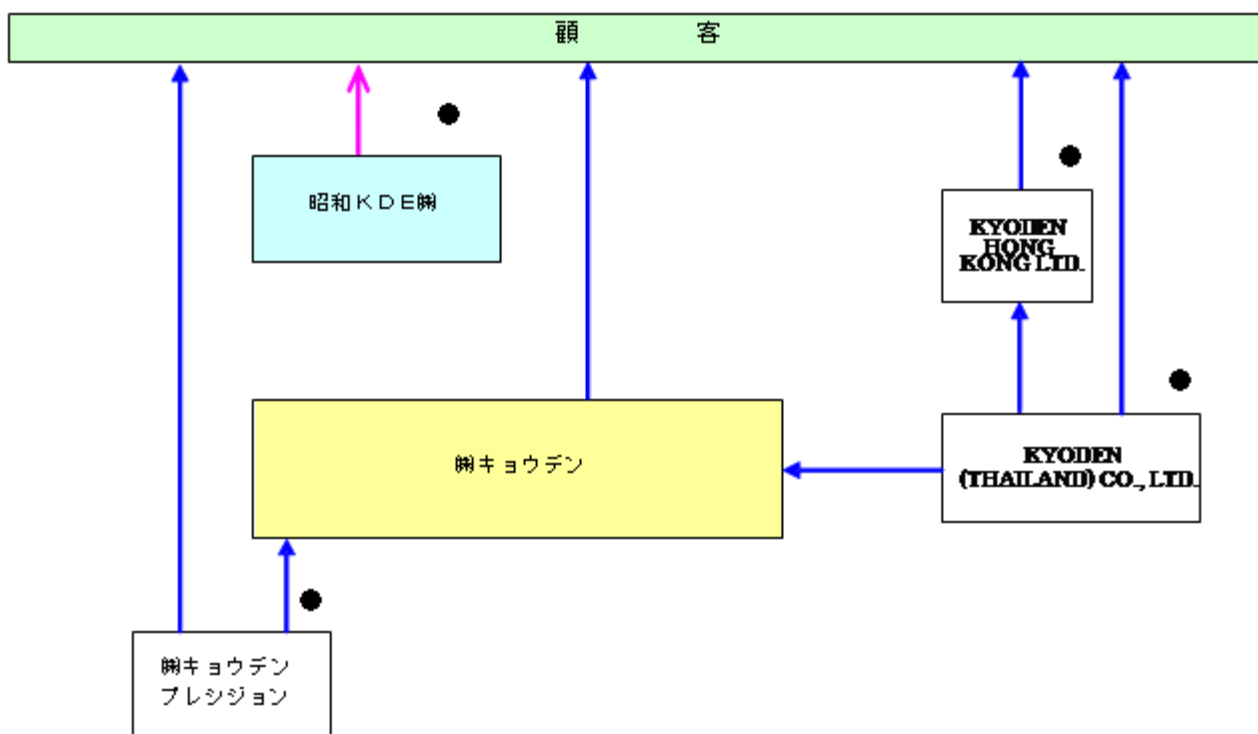 顧　客
昭和ＫＤＥ㈱
KYODEN
HONG
KONG LTD.
㈱キョウデン
KYODEN
(THAILAND) CO., LTD.
㈱キョウデン
プレシジョン